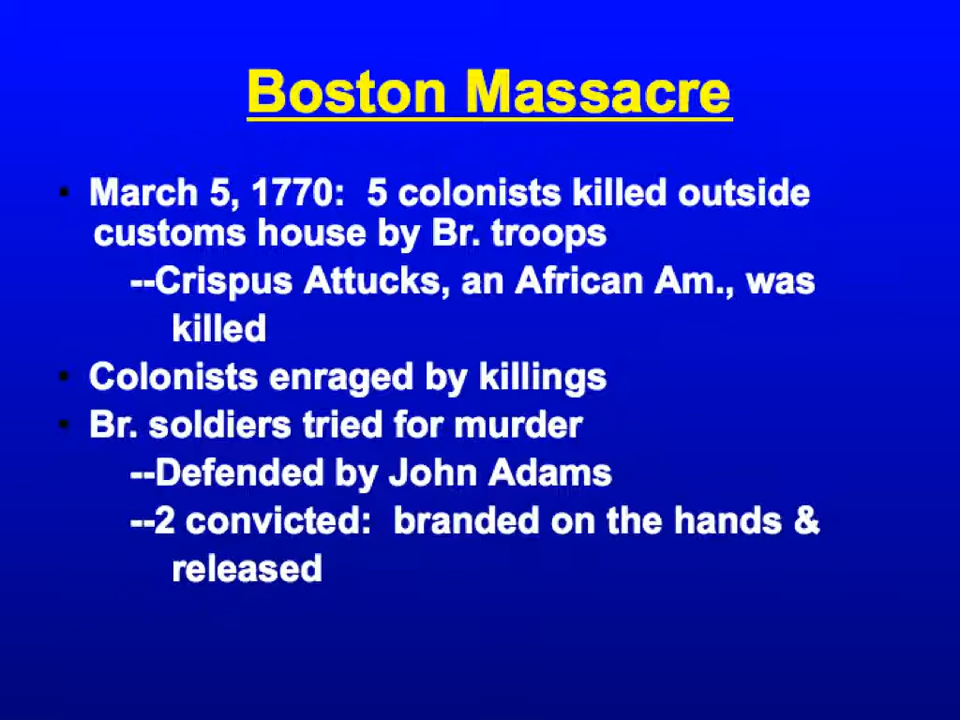 Boston Massacre
• March 5, 1770:  5 colonists killed outside
customs house by Br. troops
--Crispus Attucks, an African Am., was
killed
• Colonists enraged by killings
• Br. soldiers tried for murder
--Defended by John Adams
--2 convicted:  branded on the hands &
released